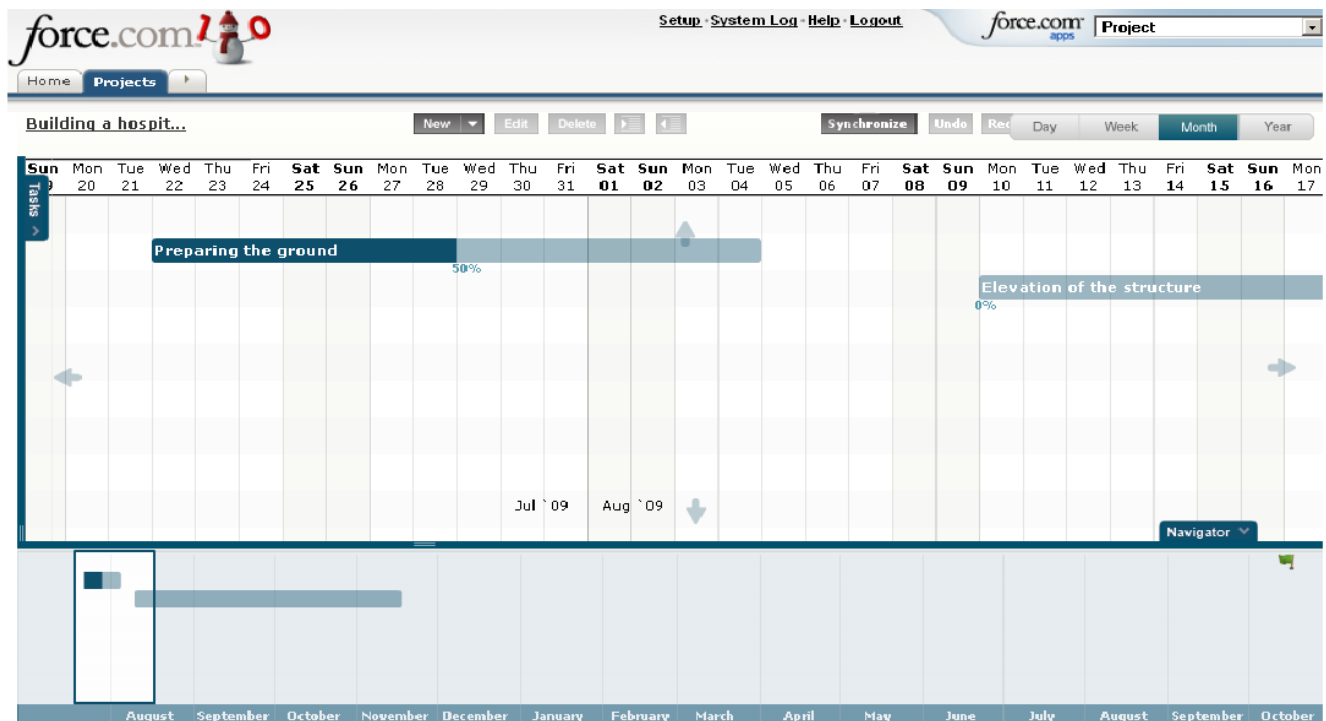 force.com Setup · System Log · Help · Logout force.com apps Project
Home Projects
Building a hospit... New Edit Delete Synchronize Undo Day Week Month Year
Sun Mon Tue Wed Thu Fri Sat Sun Mon Tue Wed Thu Fri Sat Sun Mon Tue Wed Thu Fri Sat Sun Mon Tue Wed Thu Fri Sat Sun Mon
20 21 22 23 24 25 26 27 28 29 30 31 01 02 03 04 05 06 07 08 09 10 11 12 13 14 15 16 17
Tasks
Preparing the ground
50%
Elevation of the structure
0%
Jul `09 Aug `09
Navigator
August September October November December January February March April May June July August September October